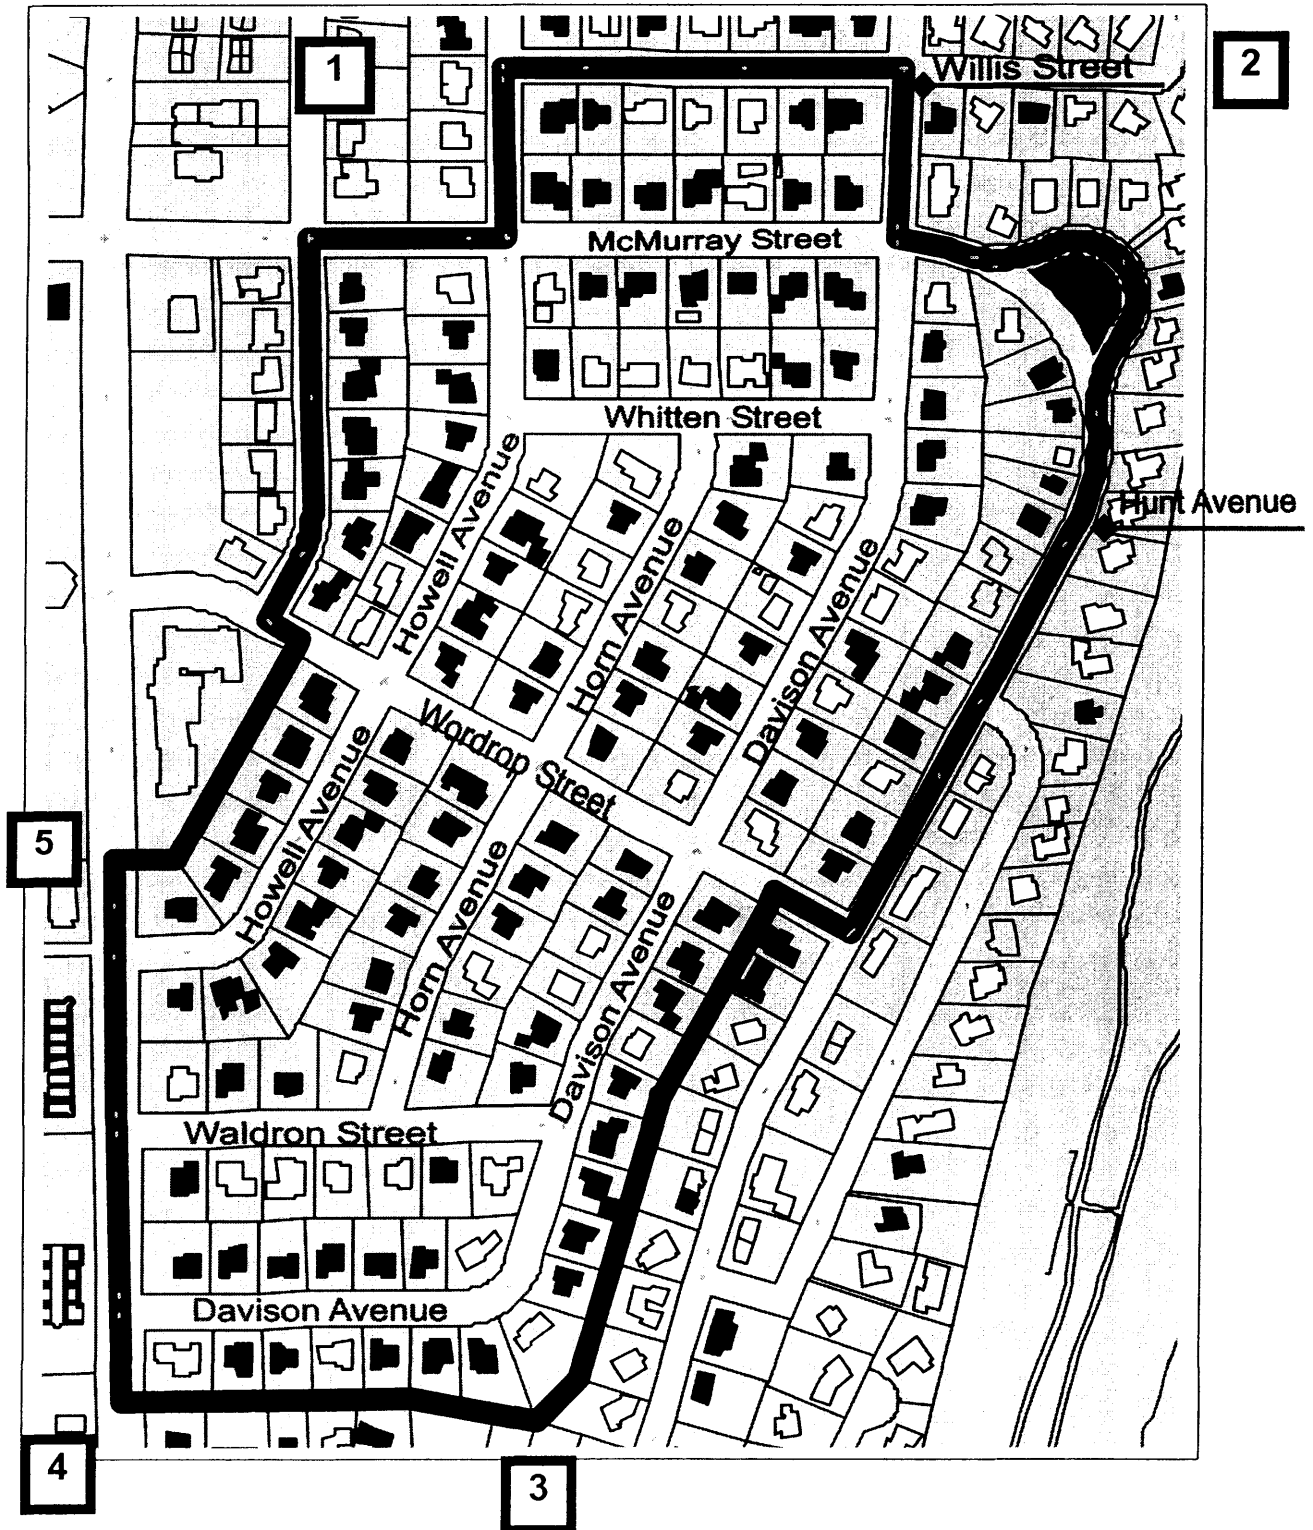 1
2
Willis Street
McMurray Street
Whitten Street
Howell Avenue
Horn Avenue
Hunt Avenue
Davison Avenue
Wordrop Street
Howell Avenue
5
Horn Avenue
Davison Avenue
Waldron Street
Davison Avenue
4
3